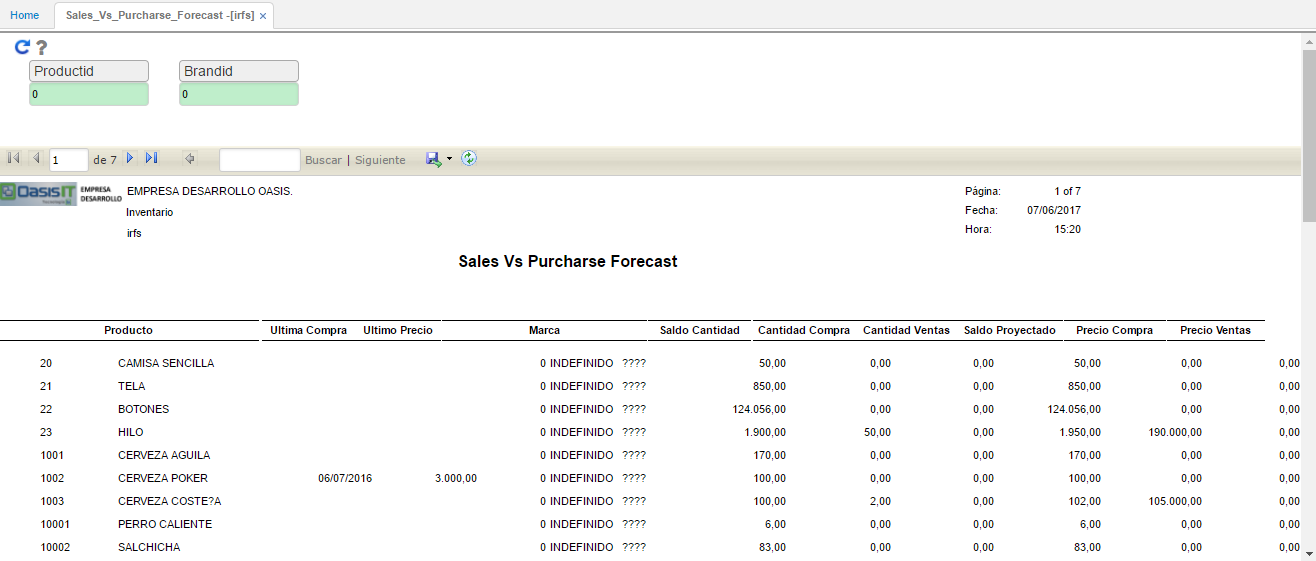 Home Sales_Vs_Purcharse_Forecast -[irfs] ×
?
Productid Brandid
0 0
1 de 7 Buscar | Siguiente
OasisIT EMPRESA DESARROLLO EMPRESA DESARROLLO OASIS. Página: 1 of 7
Inventario Fecha: 07/06/2017
irfs Hora: 15:20
Sales Vs Purcharse Forecast
Producto Ultima Compra Ultimo Precio Marca Saldo Cantidad Cantidad Compra Cantidad Ventas Saldo Proyectado Precio Compra Precio Ventas
20 CAMISA SENCILLA 0 INDEFINIDO ???? 50,00 0,00 0,00 50,00 0,00 0,00
21 TELA 0 INDEFINIDO ???? 850,00 0,00 0,00 850,00 0,00 0,00
22 BOTONES 0 INDEFINIDO ???? 124.056,00 0,00 0,00 124.056,00 0,00 0,00
23 HILO 0 INDEFINIDO ???? 1.900,00 50,00 0,00 1.950,00 190.000,00 0,00
1001 CERVEZA AGUILA 0 INDEFINIDO ???? 170,00 0,00 0,00 170,00 0,00 0,00
1002 CERVEZA POKER 06/07/2016 3.000,00 0 INDEFINIDO ???? 100,00 0,00 0,00 100,00 0,00 0,00
1003 CERVEZA COSTE?A 0 INDEFINIDO ???? 100,00 2,00 0,00 102,00 105.000,00 0,00
10001 PERRO CALIENTE 0 INDEFINIDO ???? 6,00 0,00 0,00 6,00 0,00 0,00
10002 SALCHICHA 0 INDEFINIDO ???? 83,00 0,00 0,00 83,00 0,00 0,00